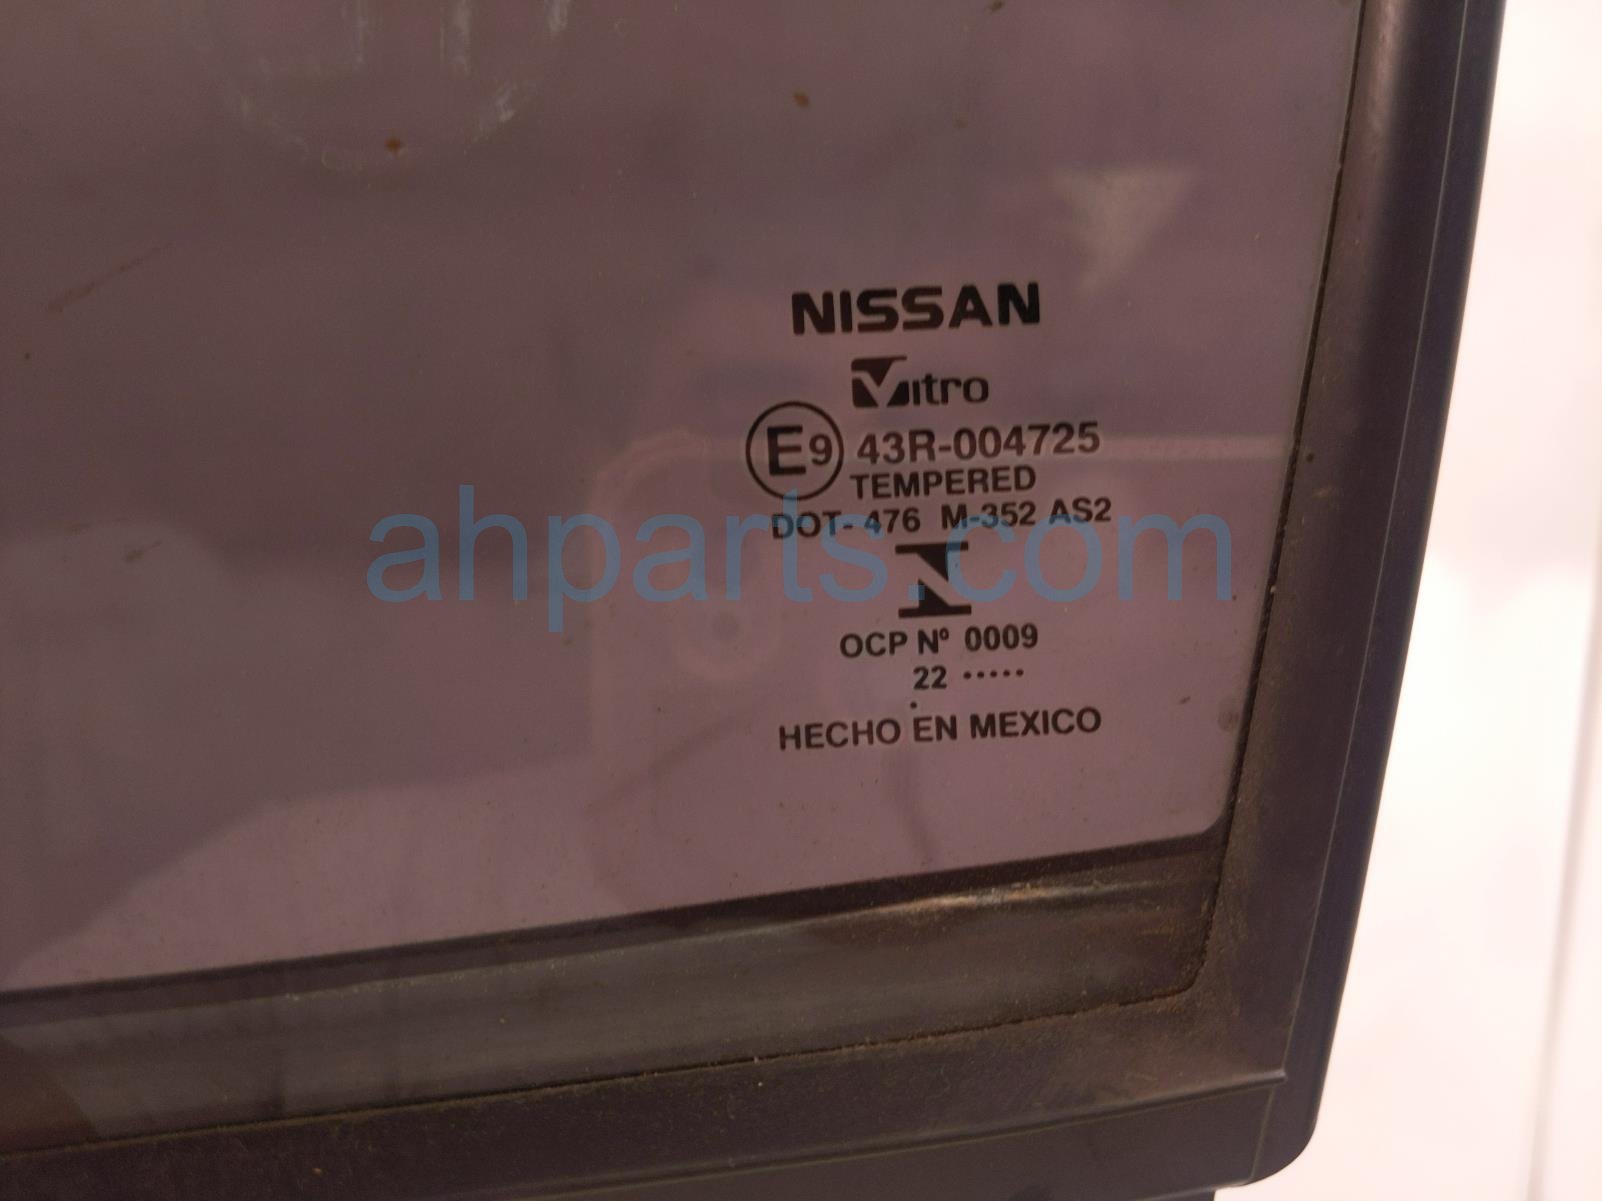 NISSAN
Vitro
E9 43R-004725
TEMPERED
DOT-476 M-352 AS2
N
OCP Nº 0009
22 ·····
HECHO EN MEXICO
ahparts.com